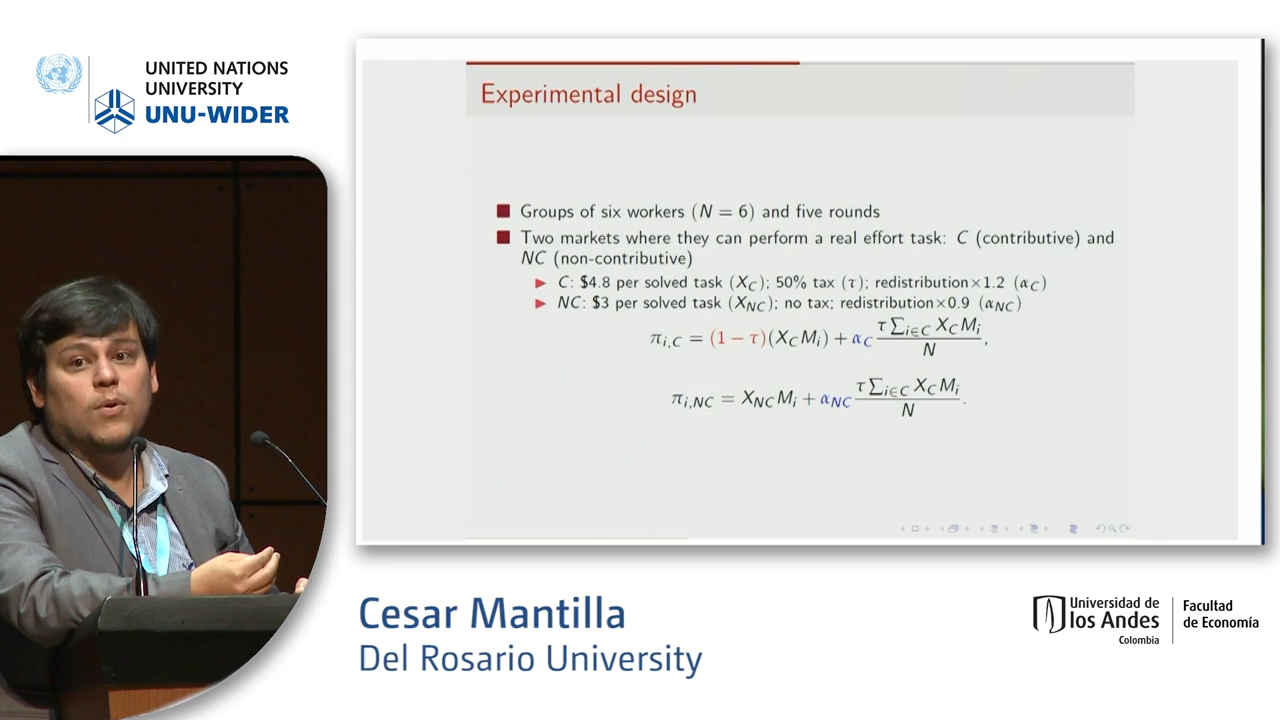 UNITED NATIONS
UNIVERSITY
UNU-WIDER
Experimental design
Groups of six workers (N = 6) and five rounds
Two markets where they can perform a real effort task: C (contributive) and
NC (non-contributive)
C: $4.8 per solved task (X_C); 50% tax (τ); redistribution×1.2 (α_C)
NC: $3 per solved task (X_NC); no tax; redistribution×0.9 (α_NC)
π_{i,C} = (1 − τ)(X_C M_i) + α_C \frac{τ ∑_{i∈C} X_C M_i}{N},
π_{i,NC} = X_NC M_i + α_NC \frac{τ ∑_{i∈C} X_C M_i}{N}.
Cesar Mantilla
Del Rosario University
Universidad de
los Andes
Colombia
Facultad
de Economía